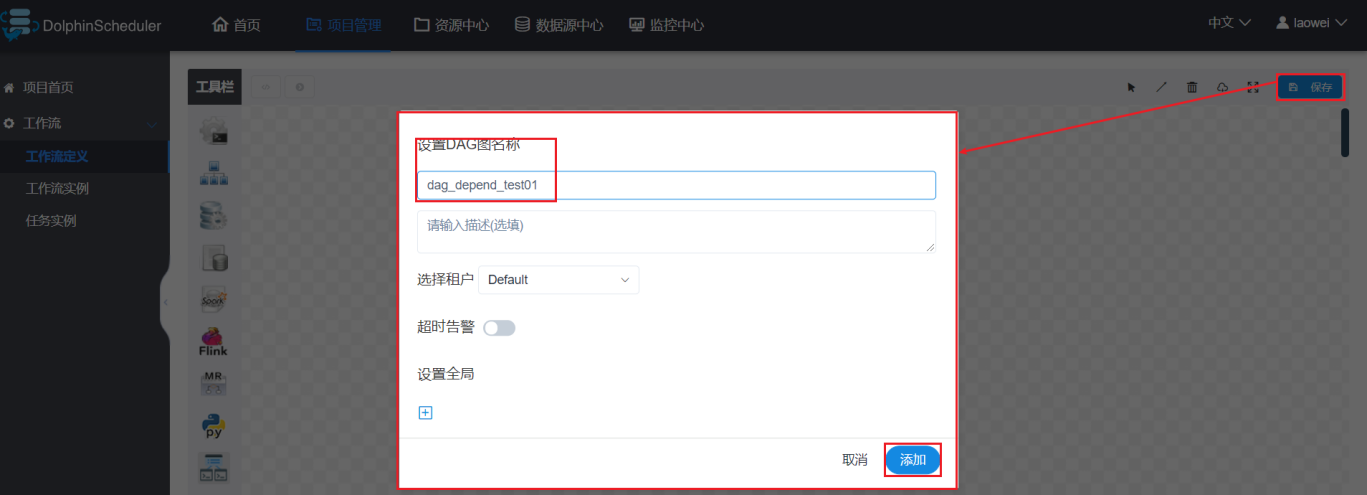 DolphinScheduler
首页
项目管理
资源中心
数据源中心
监控中心
中文
laowei
项目首页
工作流
工作流定义
工作流实例
任务实例
工具栏
保存
Spark
Flink
MR
py
设置DAG图名称
dag_depend_test01
请输入描述(选填)
选择租户
Default
超时告警
设置全局
取消
添加